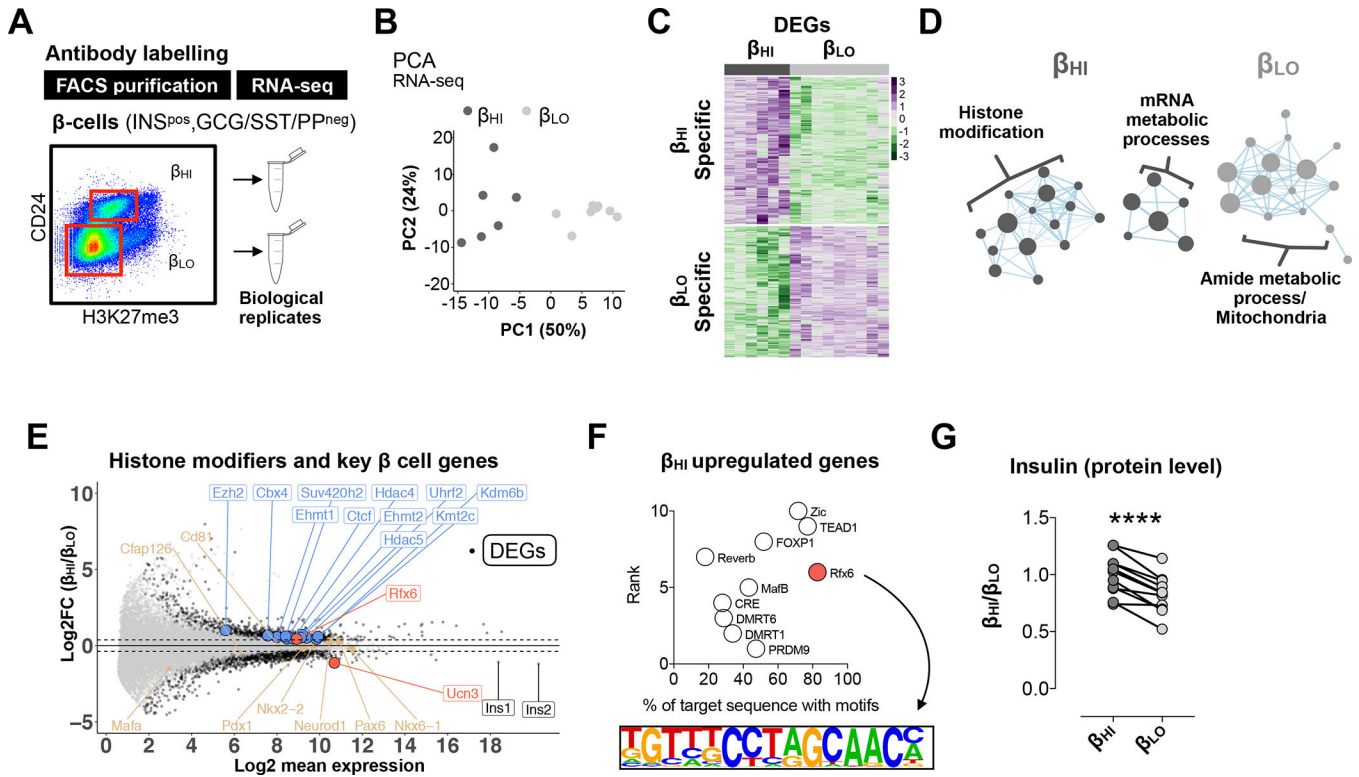 A
Antibody labelling
FACS purification
RNA-seq
β-cells (INSpos,GCG/SST/PPneg)
CD24
βHI
βLO
H3K27me3
Biological
replicates
B
PCA
RNA-seq
βHI
βLO
20
10
0
-10
-20
PC2 (24%)
-15
-10
-5
0
5
10
PC1 (50%)
C
DEGs
βHI
βLO
βHI
Specific
βLO
Specific
3
2
1
0
-1
-2
-3
D
βHI
βLO
Histone
modification
mRNA
metabolic
processes
Amide metabolic
process/
Mitochondria
E
Histone modifiers and key β cell genes
Log2FC (βHI/βLO)
10
5
0
-5
Ezh2
Cbx4
Suv420h2
Hdac4
Uhrf2
Kdm6b
Ehmt1
Ctcf
Ehmt2
Kmt2c
Hdac5
Cd81
Cfap126
DEGs
Rfx6
Ucn3
Ins1
Ins2
Mafa
Pdx1
Nkx2-2
Neurod1
Pax6
Nkx6-1
0
2
4
6
8
10
12
14
16
18
Log2 mean expression
F
βHI upregulated genes
Rank
10
5
0
Zic
TEAD1
FOXP1
Reverb
Rfx6
MafB
CRE
DMRT6
DMRT1
PRDM9
0
20
40
60
80
100
% of target sequence with motifs
G
Insulin (protein level)
****
βHI/βLO
1.5
1.0
0.5
0.0
βHI
βLO